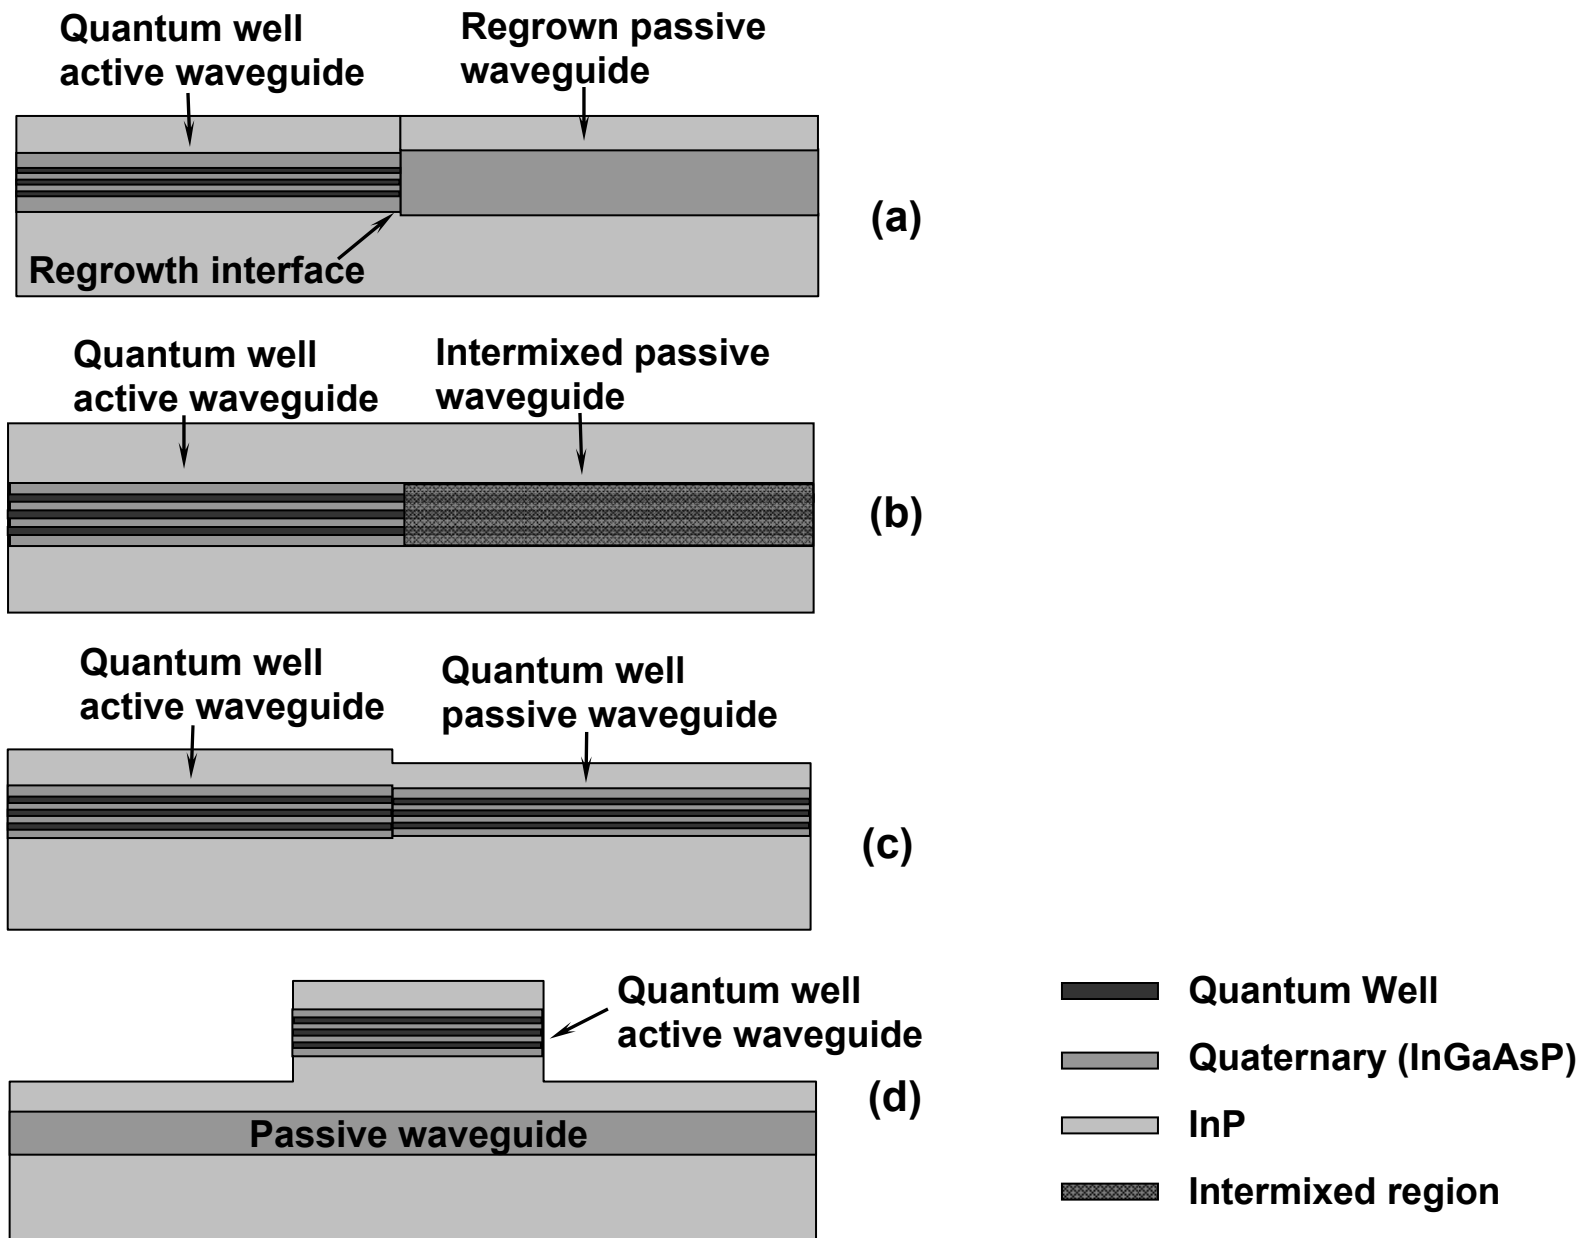 Quantum well
active waveguide
Regrown passive
waveguide
Regrowth interface
(a)
Quantum well
active waveguide
Intermixed passive
waveguide
(b)
Quantum well
active waveguide
Quantum well
passive waveguide
(c)
Quantum well
active waveguide
Passive waveguide
(d)
Quantum Well
Quaternary (InGaAsP)
InP
Intermixed region